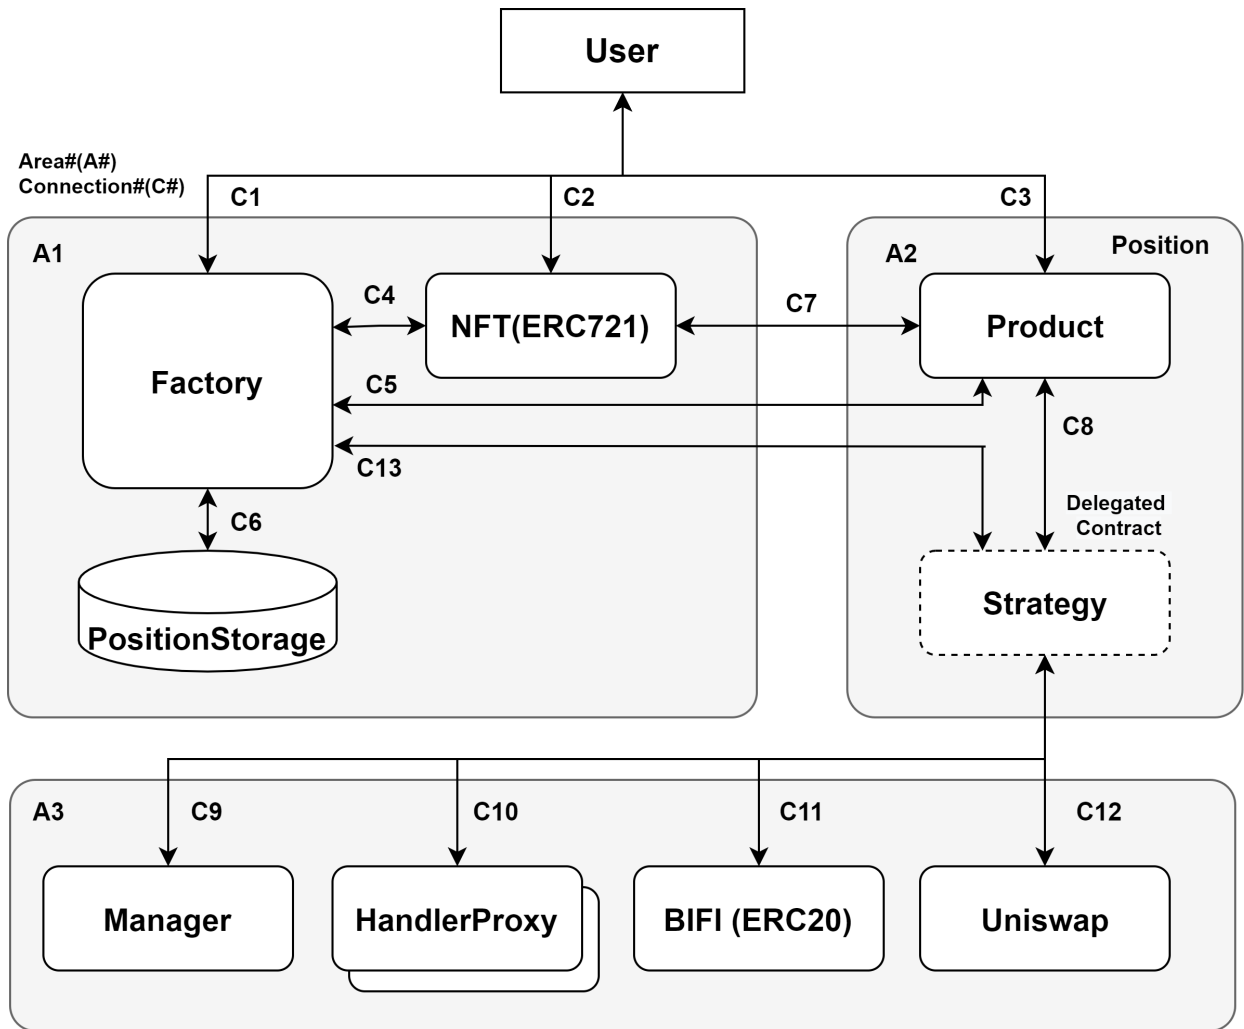 User
Area#(A#)
Connection#(C#)
C1
C2
C3
A1
A2
Position
C4
C7
NFT(ERC721)
Product
Factory
C5
C8
C13
Delegated
Contract
C6
Strategy
PositionStorage
A3
C9
C10
C11
C12
Manager
HandlerProxy
BIFI (ERC20)
Uniswap